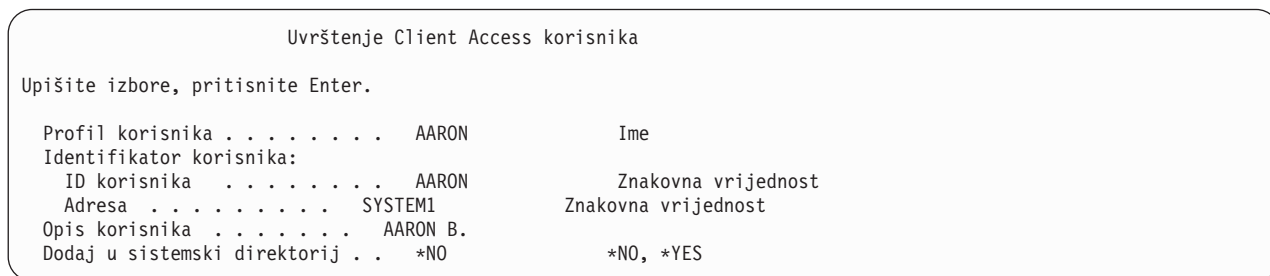 Uvrštenje Client Access korisnika
Upišite izbore, pritisnite Enter.
Profil korisnika . . . . . . . . AARON Ime
Identifikator korisnika:
ID korisnika . . . . . . . . AARON Znakovna vrijednost
Adresa . . . . . . . . . SYSTEM1 Znakovna vrijednost
Opis korisnika . . . . . . . AARON B.
Dodaj u sistemski direktorij . . *NO *NO, *YES